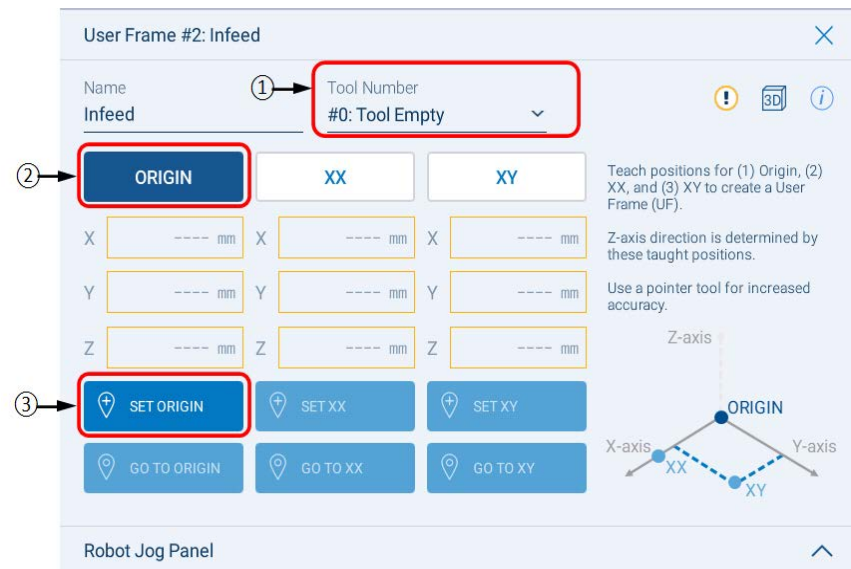 User Frame #2: Infeed
Name
Infeed
1
Tool Number
#0: Tool Empty
3D
i
2
ORIGIN
XX
XY
Teach positions for (1) Origin, (2)
XX, and (3) XY to create a User
Frame (UF).
Z-axis direction is determined by
these taught positions.
Use a pointer tool for increased
accuracy.
X ---- mm X ---- mm X ---- mm
Y ---- mm Y ---- mm Y ---- mm
Z ---- mm Z ---- mm Z ---- mm
3
SET ORIGIN
SET XX
SET XY
GO TO ORIGIN
GO TO XX
GO TO XY
Z-axis
ORIGIN
X-axis
Y-axis
XX
XY
Robot Jog Panel